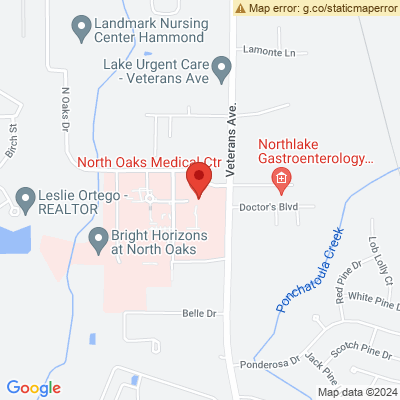 Map error: g.co/staticmaperror
Landmark Nursing
Center Hammond
Lamonte Ln
Lake Urgent Care -
Veterans Ave
N Oaks Dr
Birch St
Veterans Ave.
North Oaks Medical Ctr
Northlake
Gastroenterology...
Leslie Ortego -
REALTOR
Doctor's Blvd
Bright Horizons
at North Oaks
Ponchatoula Creek
Lob Lolly Ct
Red Pine Dr
White Pine Dr
Belle Dr
Scotch Pine Dr
Jack Pine
Ponderosa Dr
Google
Map data ©2024